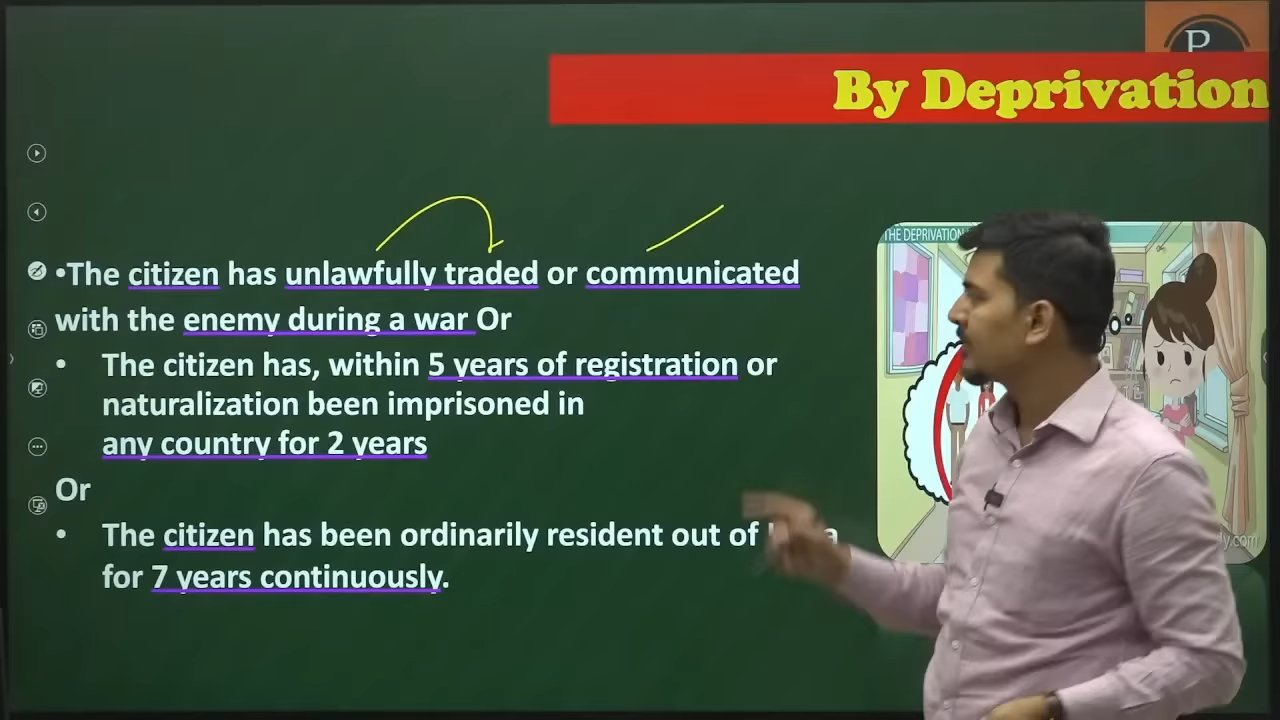 P
By Deprivation
THE DEPRIVATION
•The citizen has unlawfully traded or communicated
with the enemy during a war Or
• The citizen has, within 5 years of registration or
naturalization been imprisoned in
any country for 2 years
Or
• The citizen has been ordinarily resident out of
for 7 years continuously.
ly.com